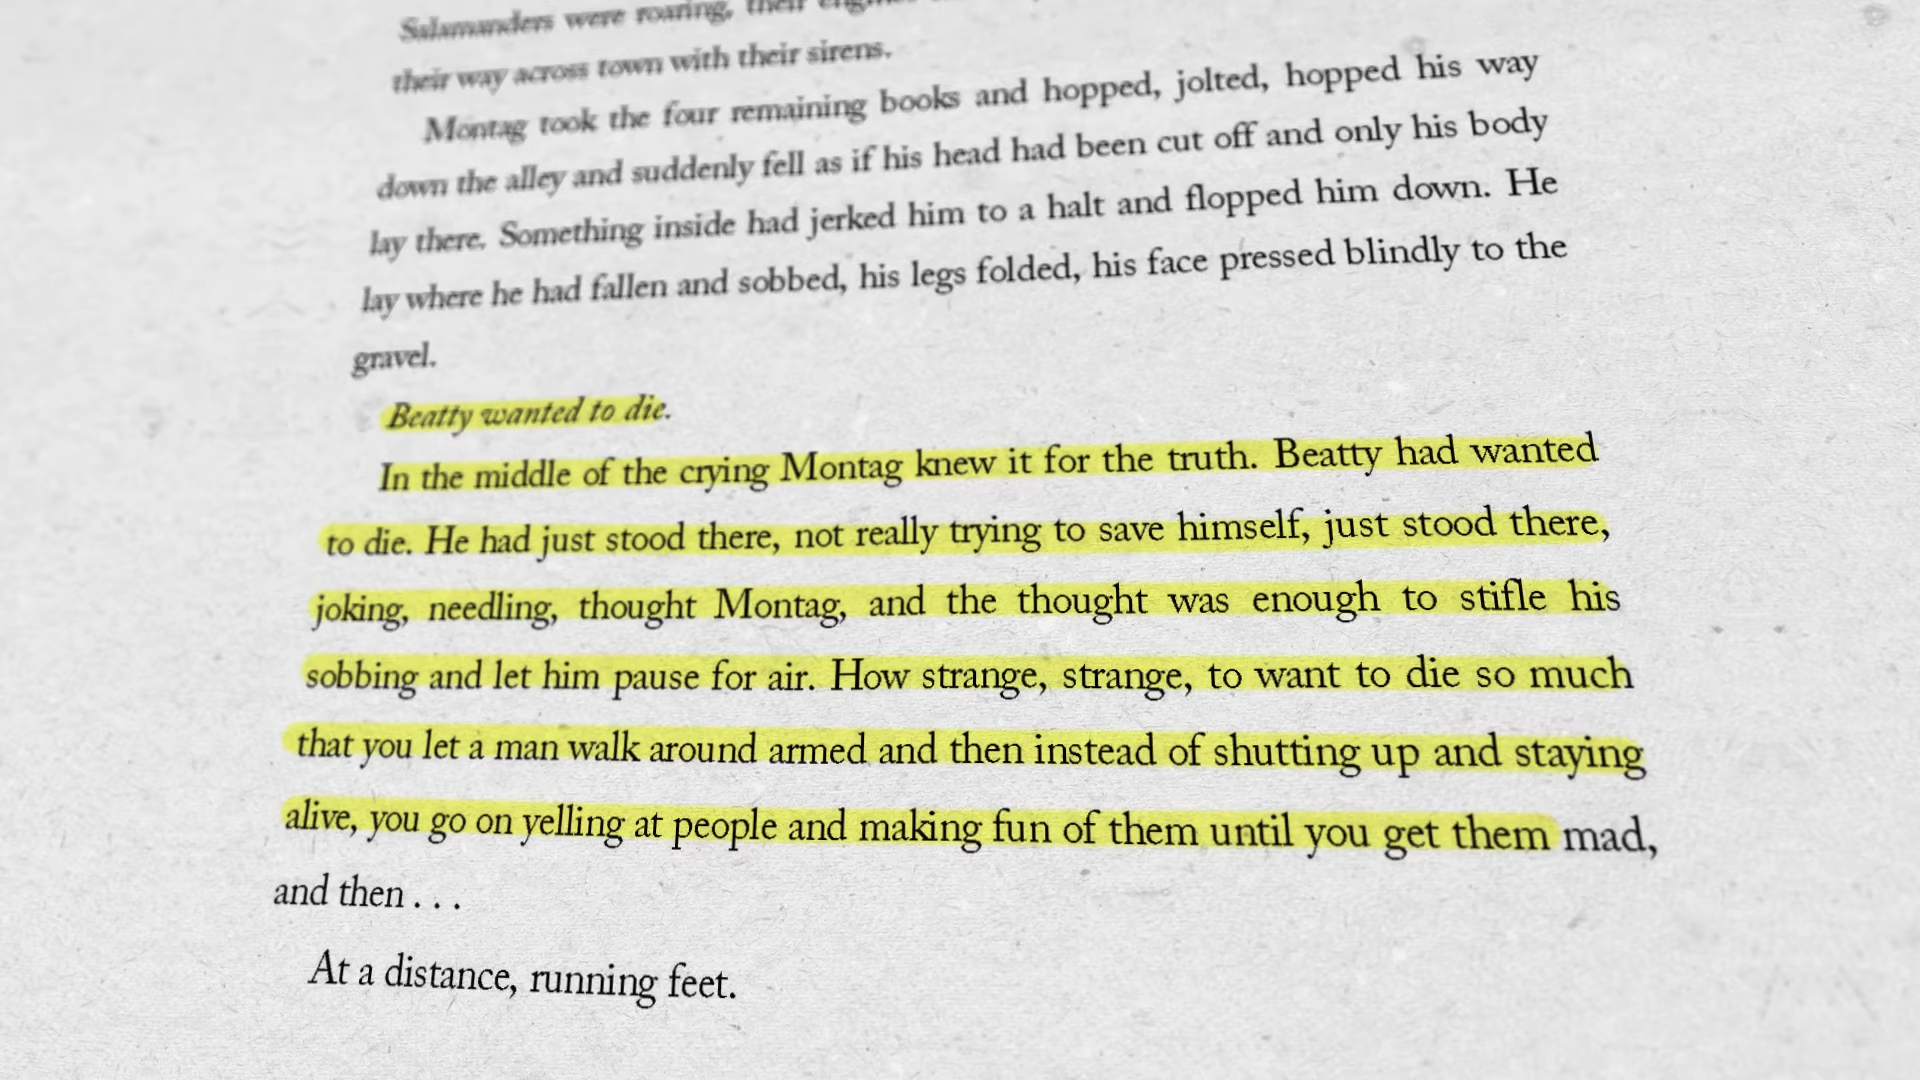 Salamanders were roaring, their
their way across town with their sirens.
Montag took the four remaining books and hopped, jolted, hopped his way
down the alley and suddenly fell as if his head had been cut off and only his body
lay there. Something inside had jerked him to a halt and flopped him down. He
lay where he had fallen and sobbed, his legs folded, his face pressed blindly to the
gravel.
Beatty wanted to die.
In the middle of the crying Montag knew it for the truth. Beatty had wanted
to die. He had just stood there, not really trying to save himself, just stood there,
joking, needling, thought Montag, and the thought was enough to stifle his
sobbing and let him pause for air. How strange, strange, to want to die so much
that you let a man walk around armed and then instead of shutting up and staying
alive, you go on yelling at people and making fun of them until you get them mad,
and then . . .
At a distance, running feet.